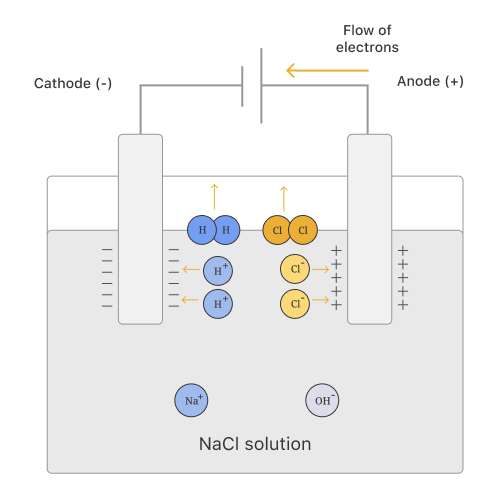 Flow of
electrons
Cathode (-)
Anode (+)
H H
Cl Cl
+
+
H⁺
Cl⁻
+
+
+
+
H⁺
Cl⁻
+
+
+
+
Na⁺
OH⁻
NaCl solution